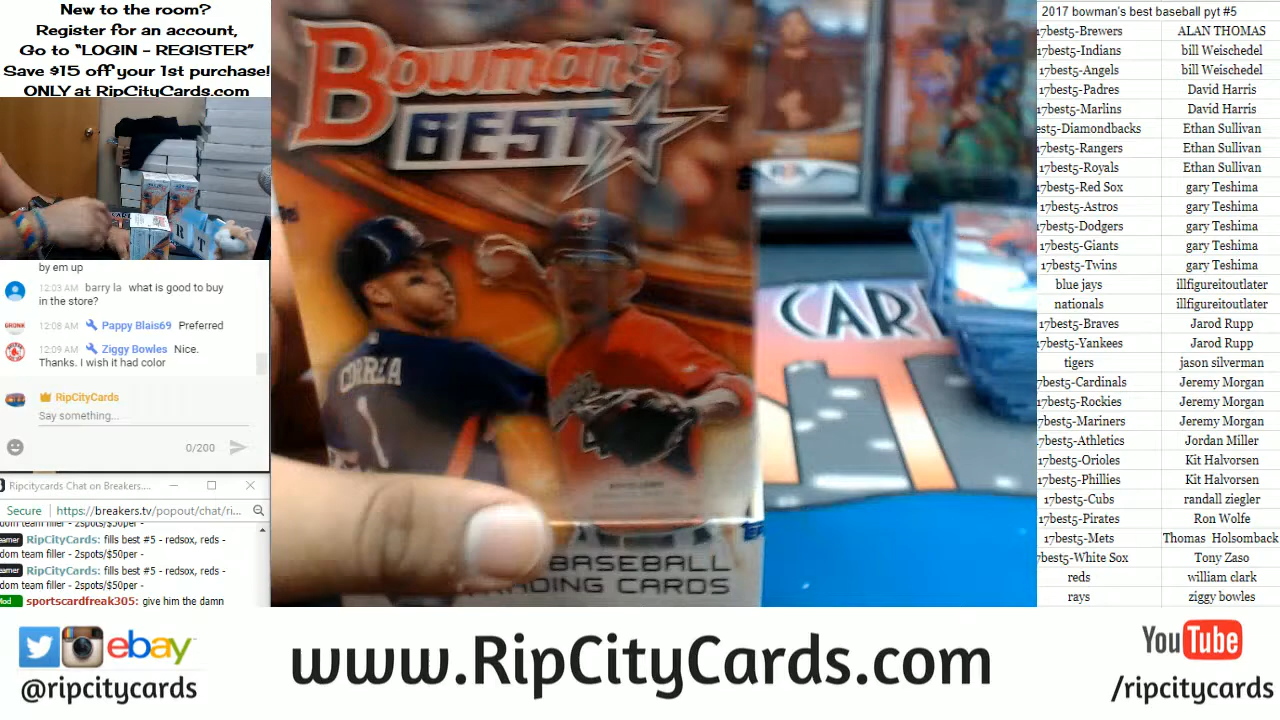 New to the room?
Register for an account,
Go to "LOGIN - REGISTER"
Save $15 off your 1st purchase!
ONLY at RipCityCards.com
by em up
12:03 AM barry la what is good to buy
in the store?
12:08 AM Pappy Blais69 Preferred
12:09 AM Ziggy Bowles Nice.
Thanks. I wish it had color
RipCityCards
Say something...
0/200
Ripcitycards Chat on Breakers....
Secure https://breakers.tv/popout/chat/ri...
dom team filler - 2spots/$50per -
RipCityCards: fills best #5 - redsox, reds -
dom team filler - 2spots/$50per -
RipCityCards: fills best #5 - redsox, reds -
dom team filler - 2spots/$50per -
Mod sportscardfreak305: give him the damn
Bowman's
BEST
CORREA
1
BASEBALL
TRADING CARDS
CAR
2017 bowman's best baseball pyt #5
17best5-Brewers ALAN THOMAS
17best5-Indians bill Weischedel
17best5-Angels bill Weischedel
17best5-Padres David Harris
17best5-Marlins David Harris
est5-Diamondbacks Ethan Sullivan
17best5-Rangers Ethan Sullivan
17best5-Royals Ethan Sullivan
17best5-Red Sox gary Teshima
17best5-Astros gary Teshima
17best5-Dodgers gary Teshima
17best5-Giants gary Teshima
17best5-Twins gary Teshima
blue jays illfigureitoutlater
nationals illfigureitoutlater
17best5-Braves Jarod Rupp
17best5-Yankees Jarod Rupp
tigers jason silverman
7best5-Cardinals Jeremy Morgan
17best5-Rockies Jeremy Morgan
7best5-Mariners Jeremy Morgan
7best5-Athletics Jordan Miller
17best5-Orioles Kit Halvorsen
17best5-Phillies Kit Halvorsen
17best5-Cubs randall ziegler
17best5-Pirates Ron Wolfe
17best5-Mets Thomas Holsomback
7best5-White Sox Tony Zaso
reds william clark
rays ziggy bowles
ebay
@ripcitycards
www.RipCityCards.com
YouTube
/ripcitycards